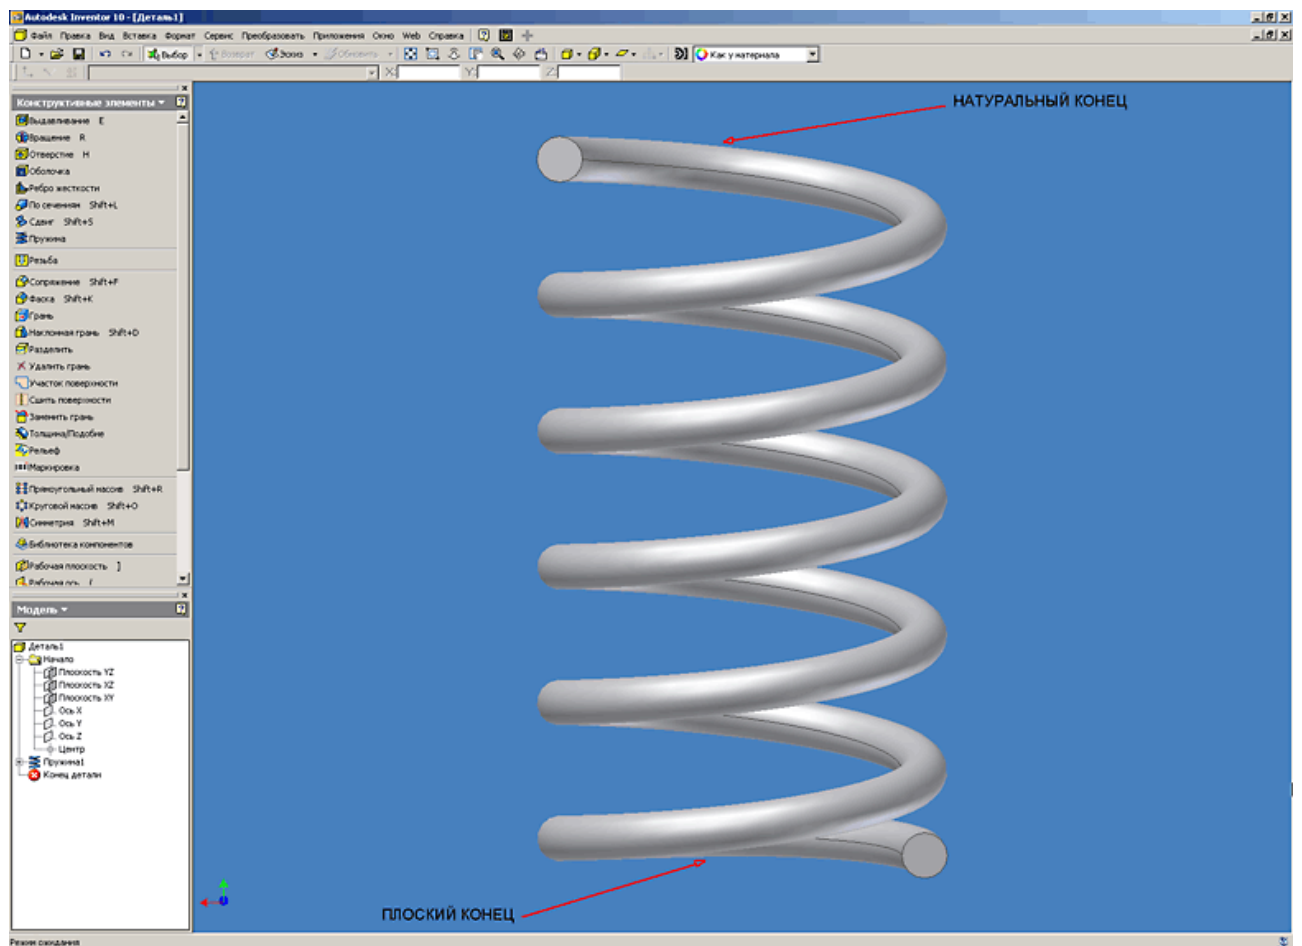 Autodesk Inventor 10 - [Деталь1]
Файл Правка Вид Вставка Формат Сервис Преобразовать Приложения Окно Web Справка
Выбор Возврат Эскиз Обновить Как у материала
X: Y: Z:
Конструктивные элементы
Выдавливание E
Вращение R
Отверстие H
Оболочка
Ребро жесткости
По сечениям Shift+L
Сдвиг Shift+S
Пружина
Резьба
Сопряжение Shift+F
Фаска Shift+K
Грань
Наклонная грань Shift+D
Разделить
Удалить грань
Участок поверхности
Сшить поверхности
Заменить грань
Толщина/Подобие
Рельеф
Маркировка
Прямоугольный массив Shift+R
Круговой массив Shift+O
Симметрия Shift+M
Библиотека компонентов
Рабочая плоскость ]
Рабочая ось /
Модель
Деталь1
Начало
Плоскость YZ
Плоскость XZ
Плоскость XY
Ось X
Ось Y
Ось Z
Центр
Пружина1
Конец детали
НАТУРАЛЬНЫЙ КОНЕЦ
ПЛОСКИЙ КОНЕЦ
Режим ожидания